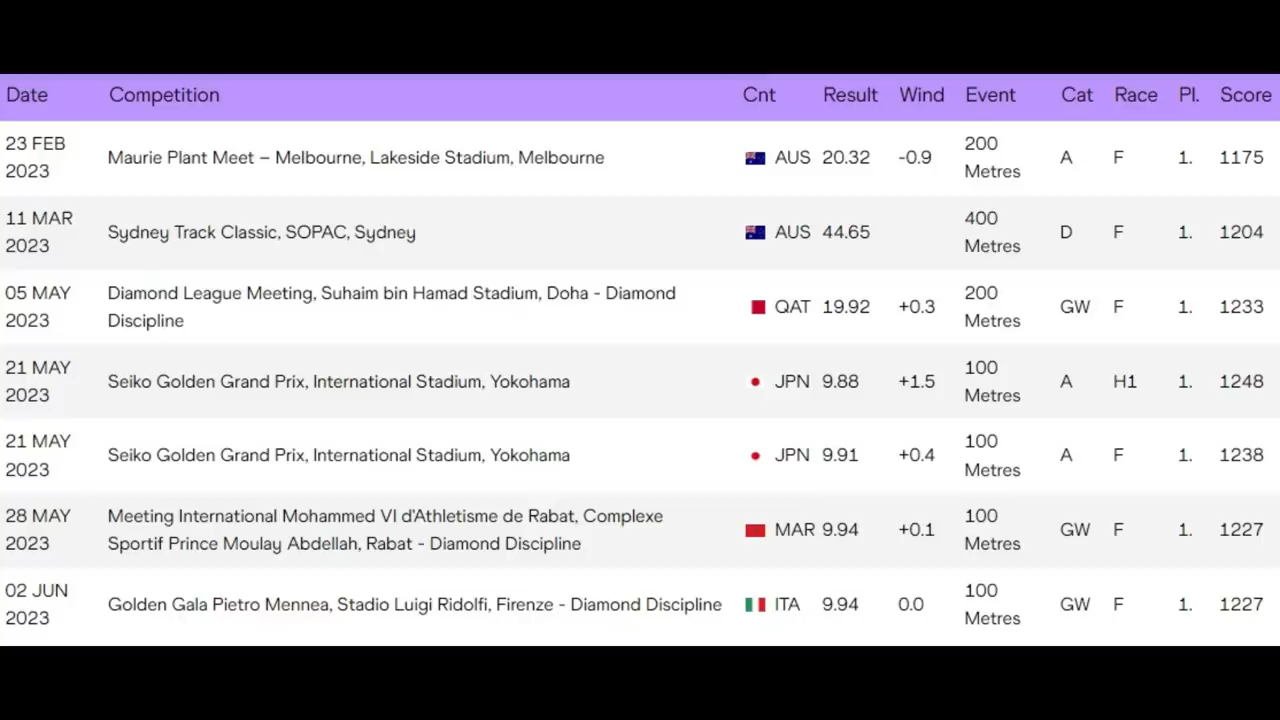 Date Competition Cnt Result Wind Event Cat Race Pl. Score
23 FEB 2023 Maurie Plant Meet – Melbourne, Lakeside Stadium, Melbourne AUS 20.32 -0.9 200 Metres A F 1. 1175
11 MAR 2023 Sydney Track Classic, SOPAC, Sydney AUS 44.65 400 Metres D F 1. 1204
05 MAY 2023 Diamond League Meeting, Suhaim bin Hamad Stadium, Doha - Diamond Discipline QAT 19.92 +0.3 200 Metres GW F 1. 1233
21 MAY 2023 Seiko Golden Grand Prix, International Stadium, Yokohama JPN 9.88 +1.5 100 Metres A H1 1. 1248
21 MAY 2023 Seiko Golden Grand Prix, International Stadium, Yokohama JPN 9.91 +0.4 100 Metres A F 1. 1238
28 MAY 2023 Meeting International Mohammed VI d'Athletisme de Rabat, Complexe Sportif Prince Moulay Abdellah, Rabat - Diamond Discipline MAR 9.94 +0.1 100 Metres GW F 1. 1227
02 JUN 2023 Golden Gala Pietro Mennea, Stadio Luigi Ridolfi, Firenze - Diamond Discipline ITA 9.94 0.0 100 Metres GW F 1. 1227